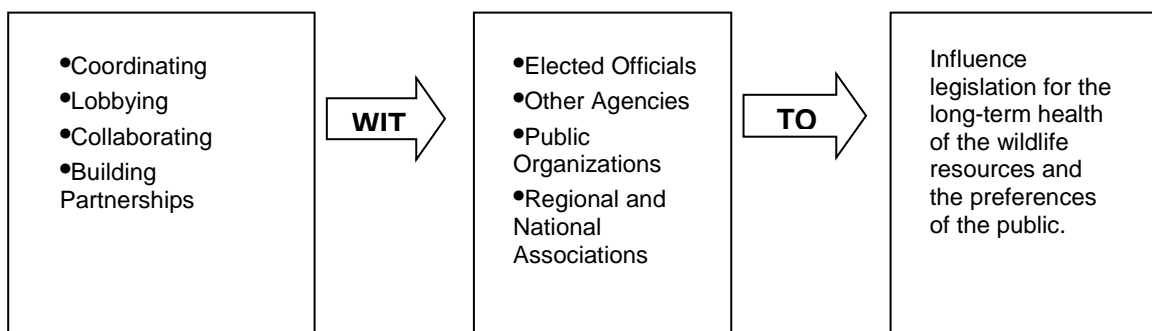 •Coordinating
•Lobbying
•Collaborating
•Building
Partnerships
WIT
•Elected Officials
•Other Agencies
•Public
Organizations
•Regional and
National
Associations
TO
Influence
legislation for the
long-term health
of the wildlife
resources and
the preferences
of the public.